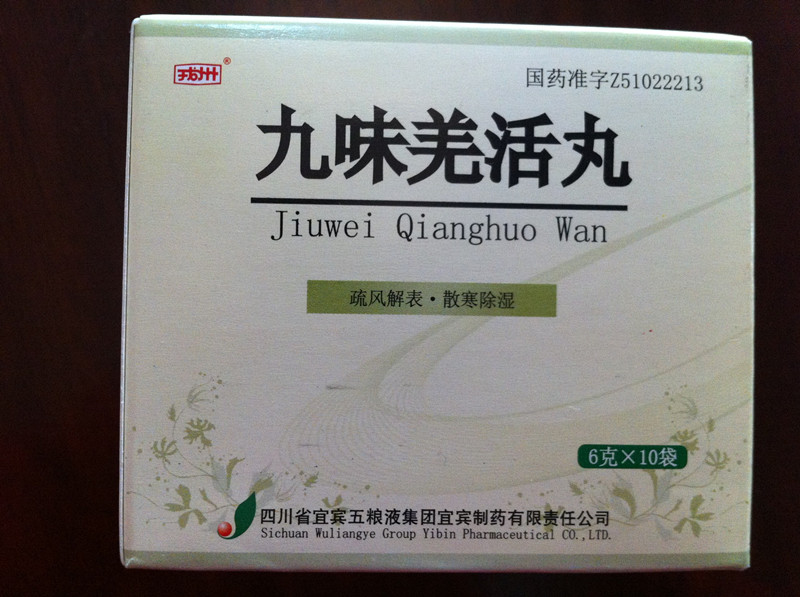 戎州®
国药准字Z51022213
九味羌活丸
Jiuwei Qianghuo Wan
疏风解表·散寒除湿
6克×10袋
四川省宜宾五粮液集团宜宾制药有限责任公司
Sichuan Wuliangye Group Yibin Pharmaceutical CO.,LTD.